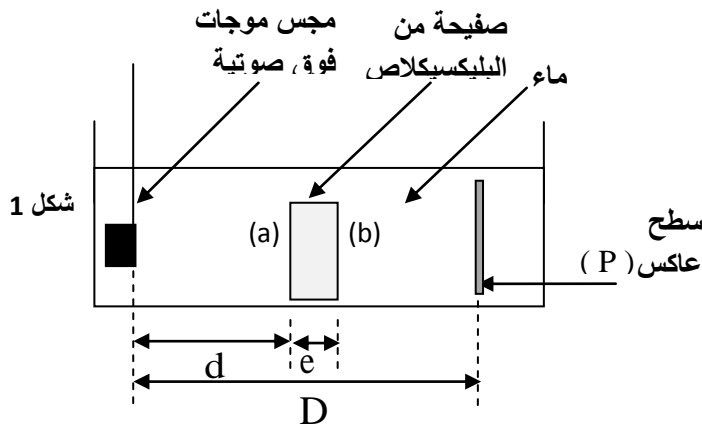 مجس موجات
فوق صوتية
صفيحة من
البليكسيكلاص
ماء
شكل 1
(a)
(b)
سطح
عاكس (P)
d
e
D